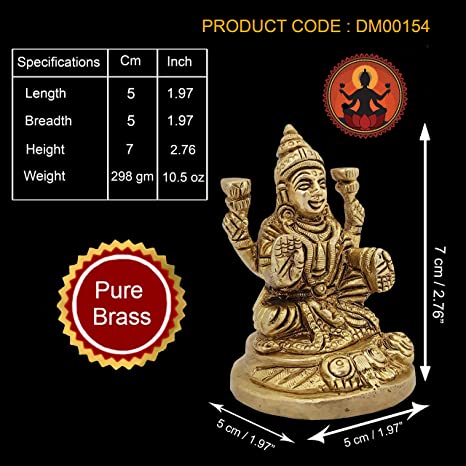 PRODUCT CODE : DM00154
Specifications Cm Inch
Length 5 1.97
Breadth 5 1.97
Height 7 2.76
Weight 298 gm 10.5 oz
Pure
Brass
7 cm / 2.76"
5 cm / 1.97"
5 cm / 1.97"